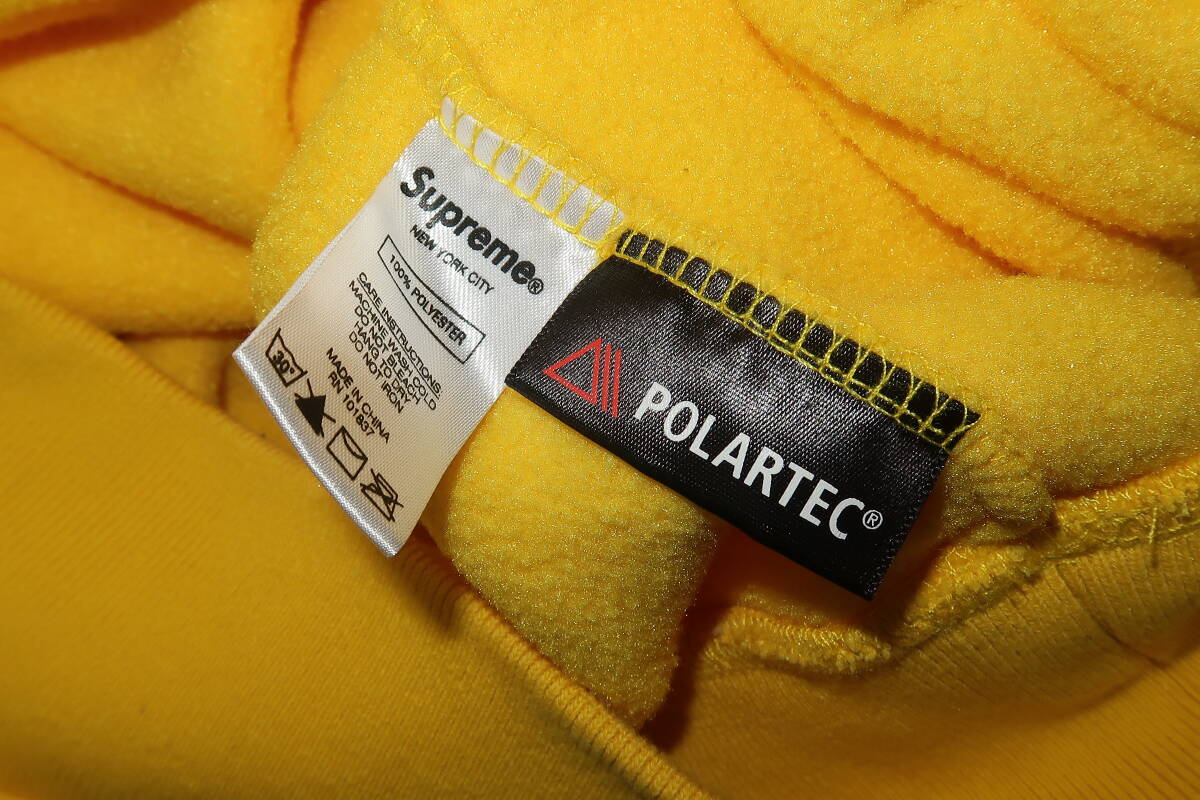 Supreme®
NEW YORK CITY
100% POLYESTER
CARE INSTRUCTIONS.
MACHINE WASH COLD
DO NOT BLEACH
HANG TO DRY
DO NOT IRON
MADE IN CHINA
RN 101837
30°
POLARTEC®